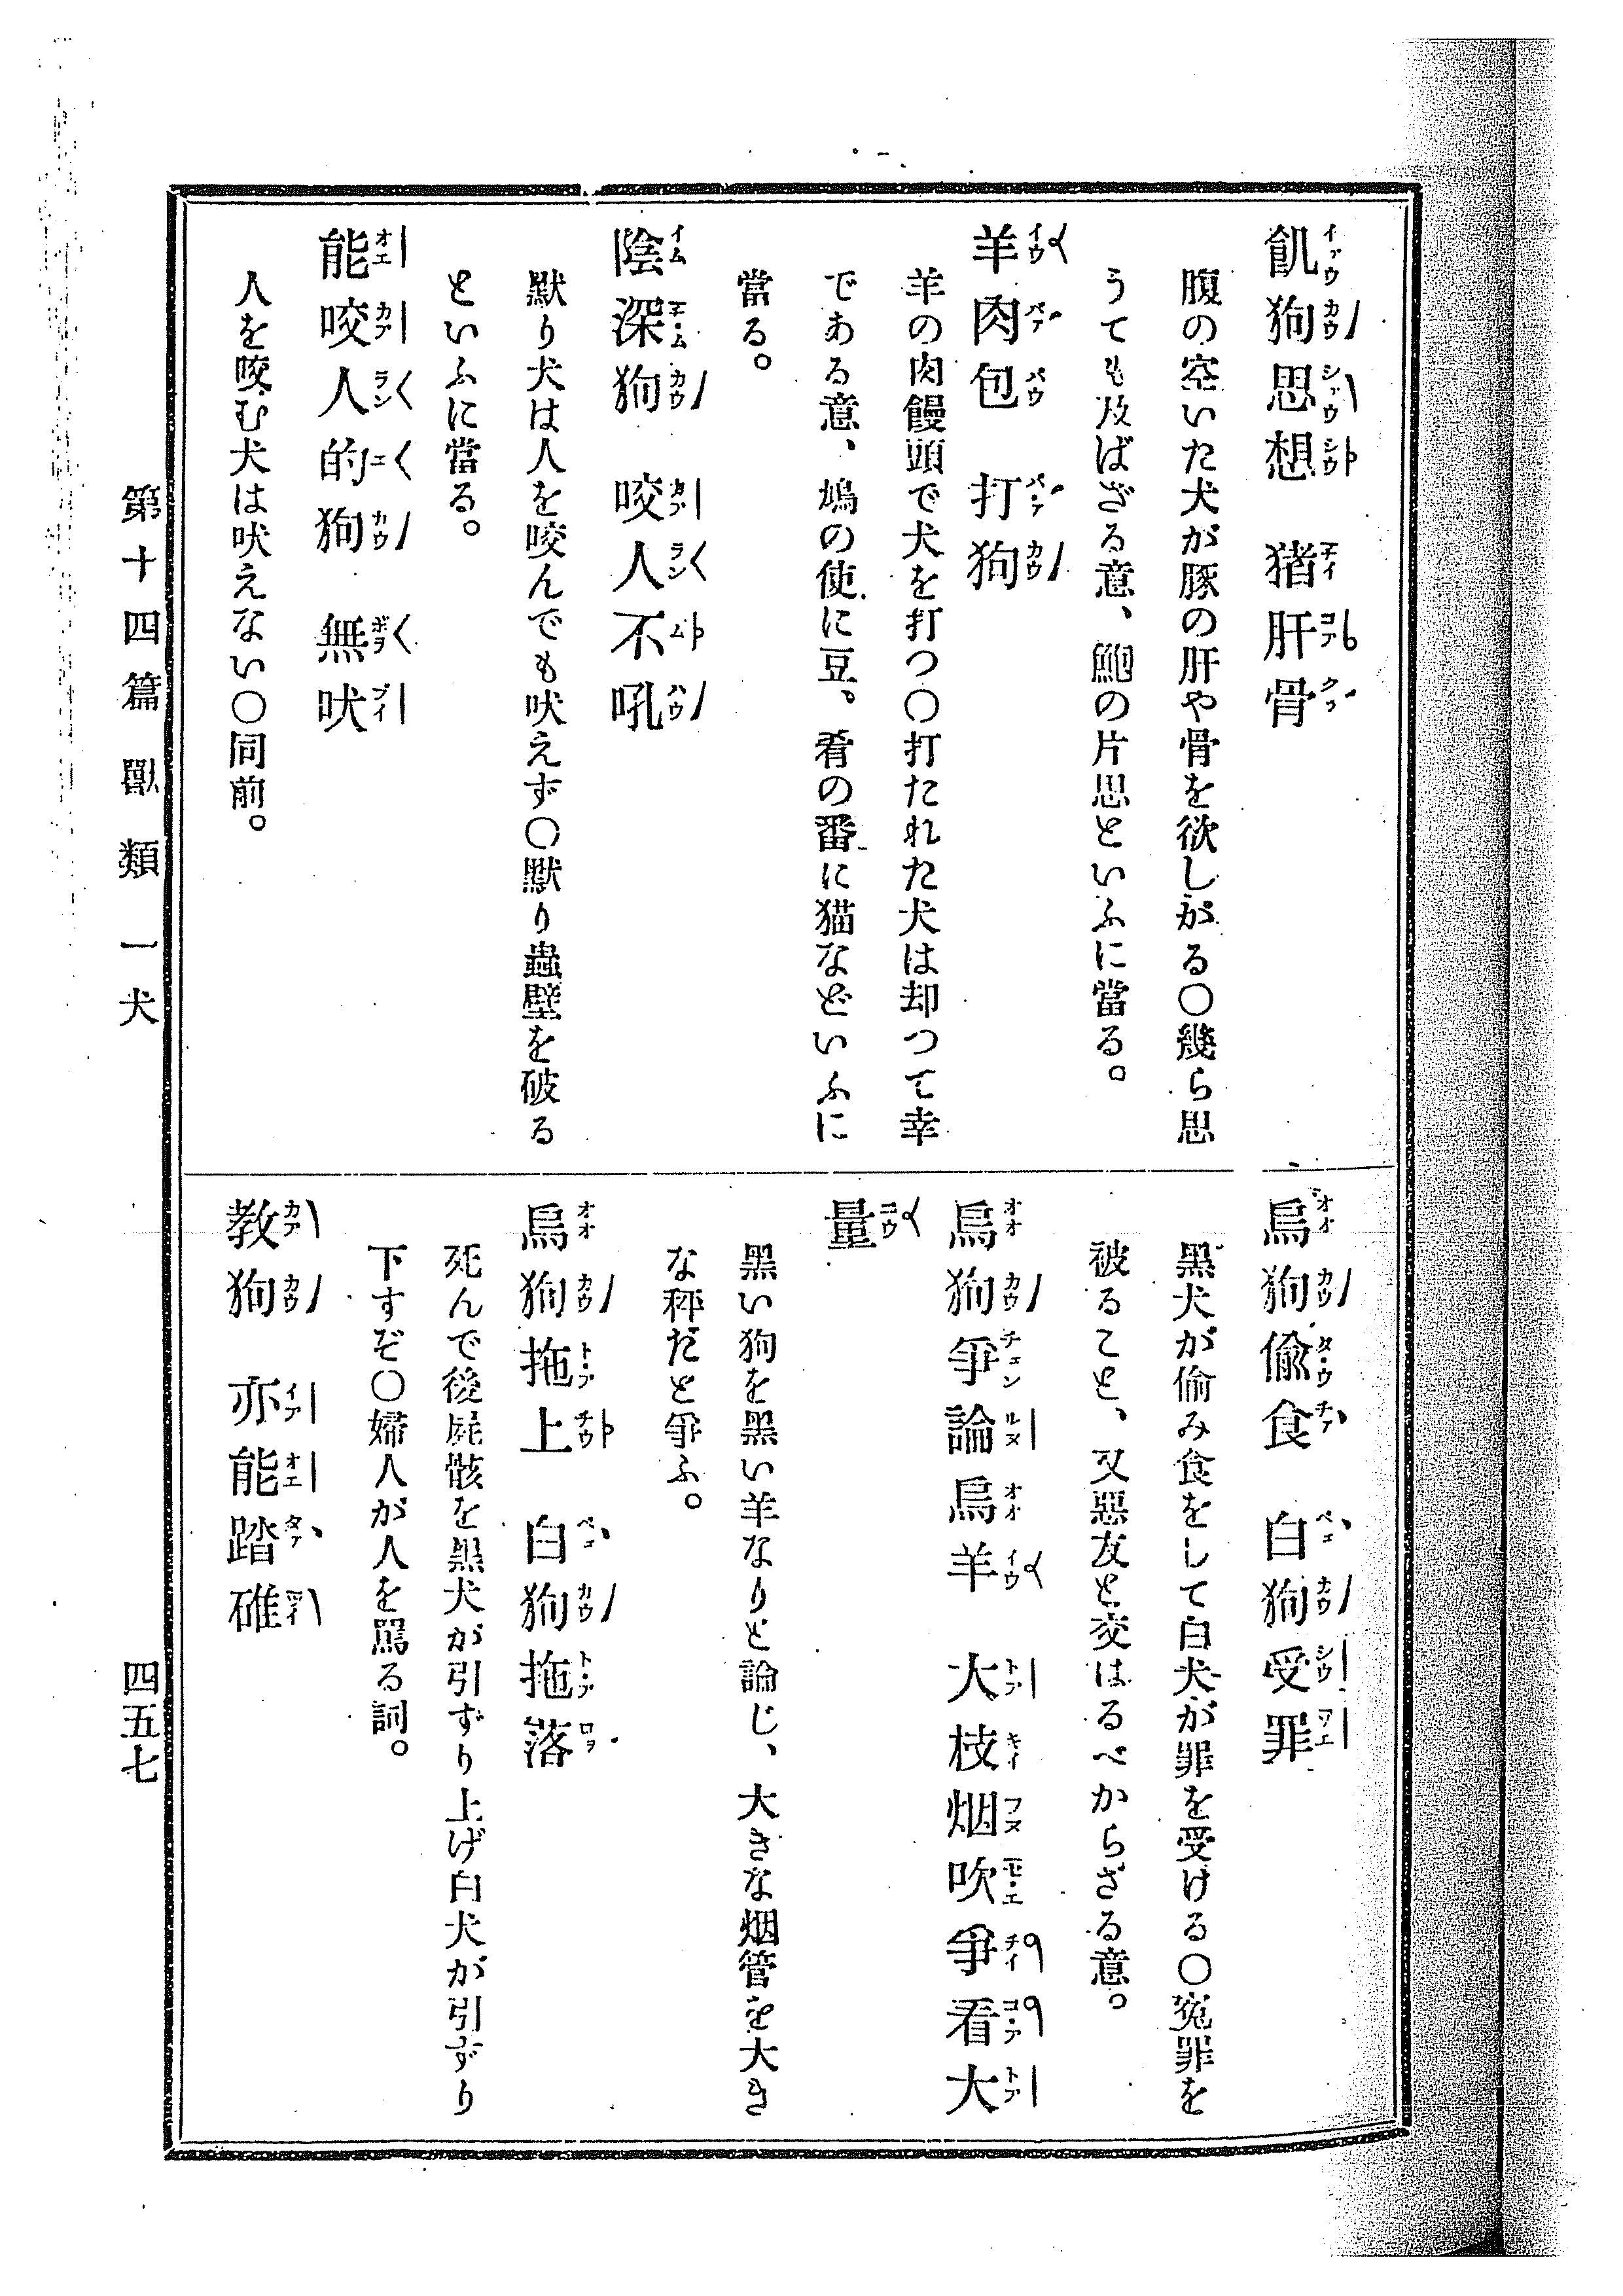 飢狗思想　猪肝骨
腹の空いた犬が豚の肝や骨を欲しがる〇幾ら思
うても及ばざる意、鮑の片思といふに當る。
羊肉包　打狗
羊の肉饅頭で犬を打つ〇打たれた犬は却つて幸
である意、鳩の使に豆、肴の番に猫などいふに
當る。
陰深狗　咬人不吼
默り犬は人を咬んでも吠えず〇默り蟲壁を破る
といふに當る。
能咬人的狗　無吠
人を咬む犬は吠えない〇同前。
烏狗偸食　白狗受罪
黑犬が偷み食をして白犬が罪を受ける〇寃罪を
被ること、又惡友と交はるべからざる意。
烏狗爭論烏羊　大枝烟吹爭看大
量
黑い狗を黑い羊なりと論じ、大きな烟管を大き
な秤だと爭ふ。
烏狗拖上　白狗拖落
死んで後屍骸を黑犬が引ずり上げ白犬が引ずり
下すぞ〇婦人が人を罵る詞。
教狗　亦能踏碓
第十四篇　獸類　一犬
四五七